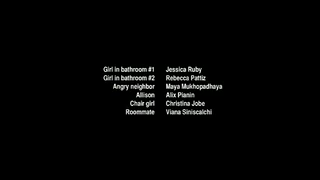 Girl in bathroom #1 Jessica Ruby
Girl in bathroom #2 Rebecca Pattiz
Angry neighbor Maya Mukhopadhaya
Allison Alix Pianin
Chair girl Christina Jobe
Roommate Viana Siniscalchi